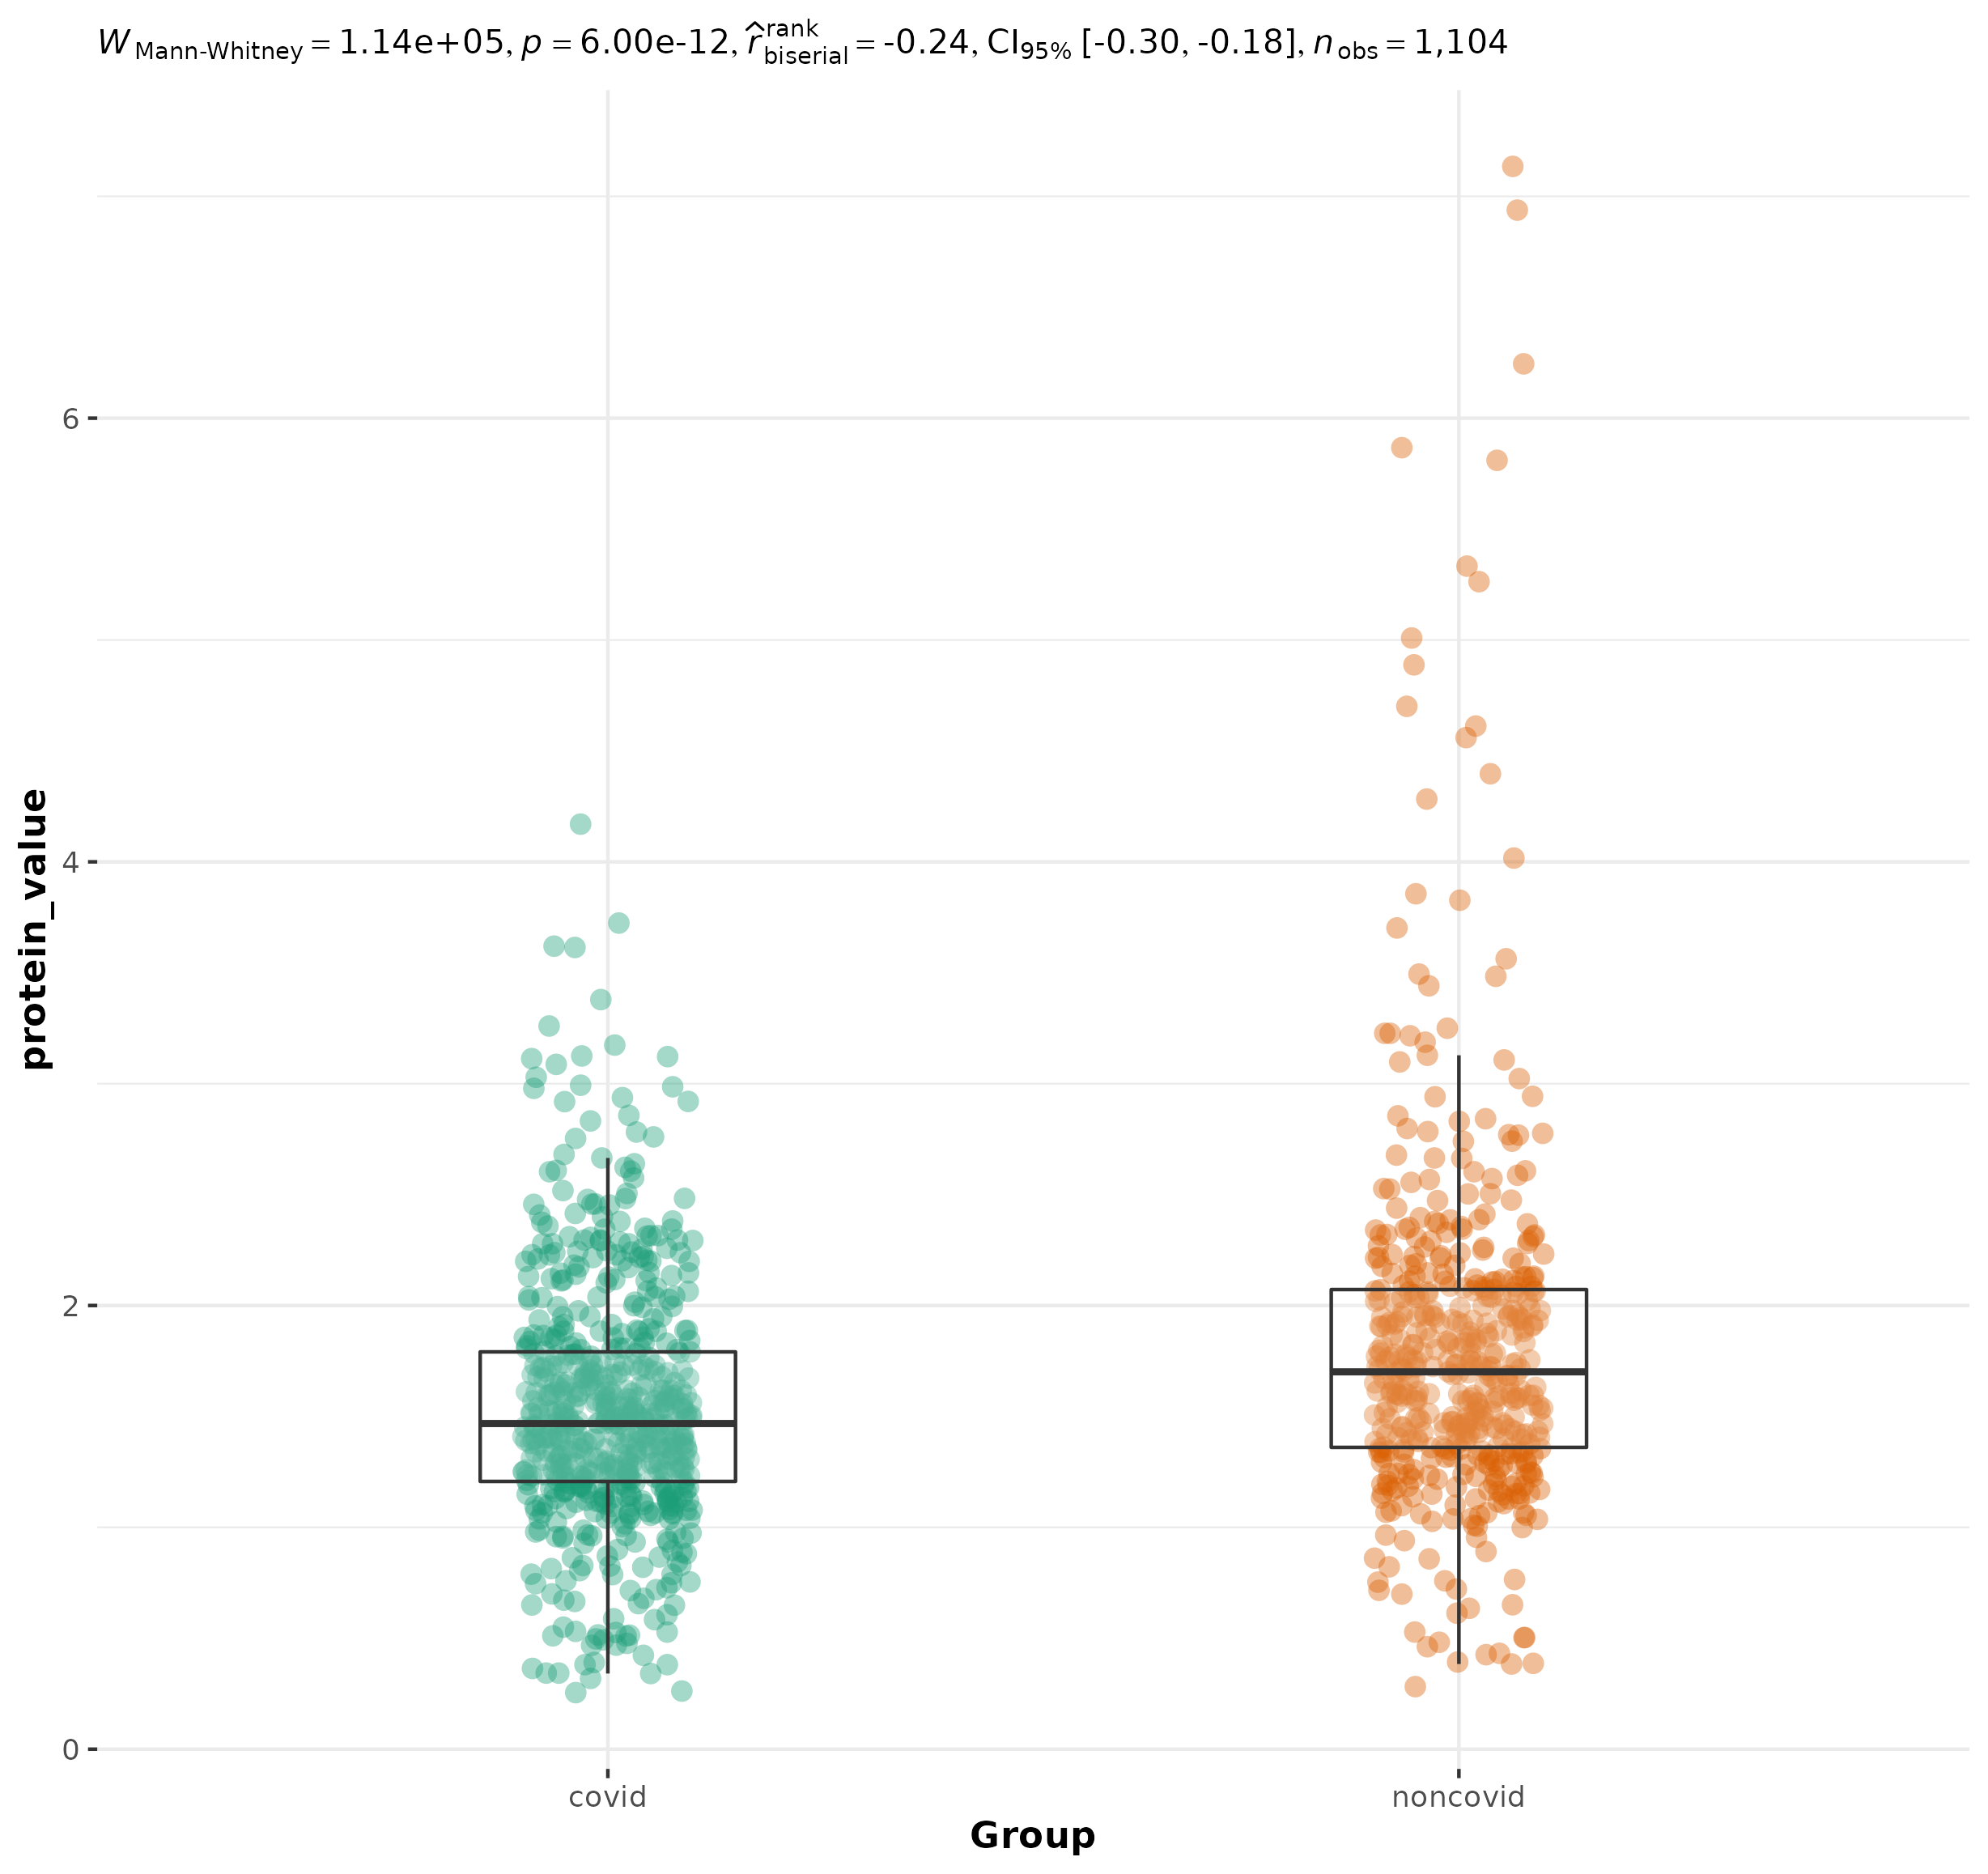 W Mann-Whitney = 1.14e+05, p = 6.00e-12, r̂ rank biserial = -0.24, CI95% [-0.30, -0.18], n obs = 1,104
6
4
2
0
protein_value
covid noncovid
Group